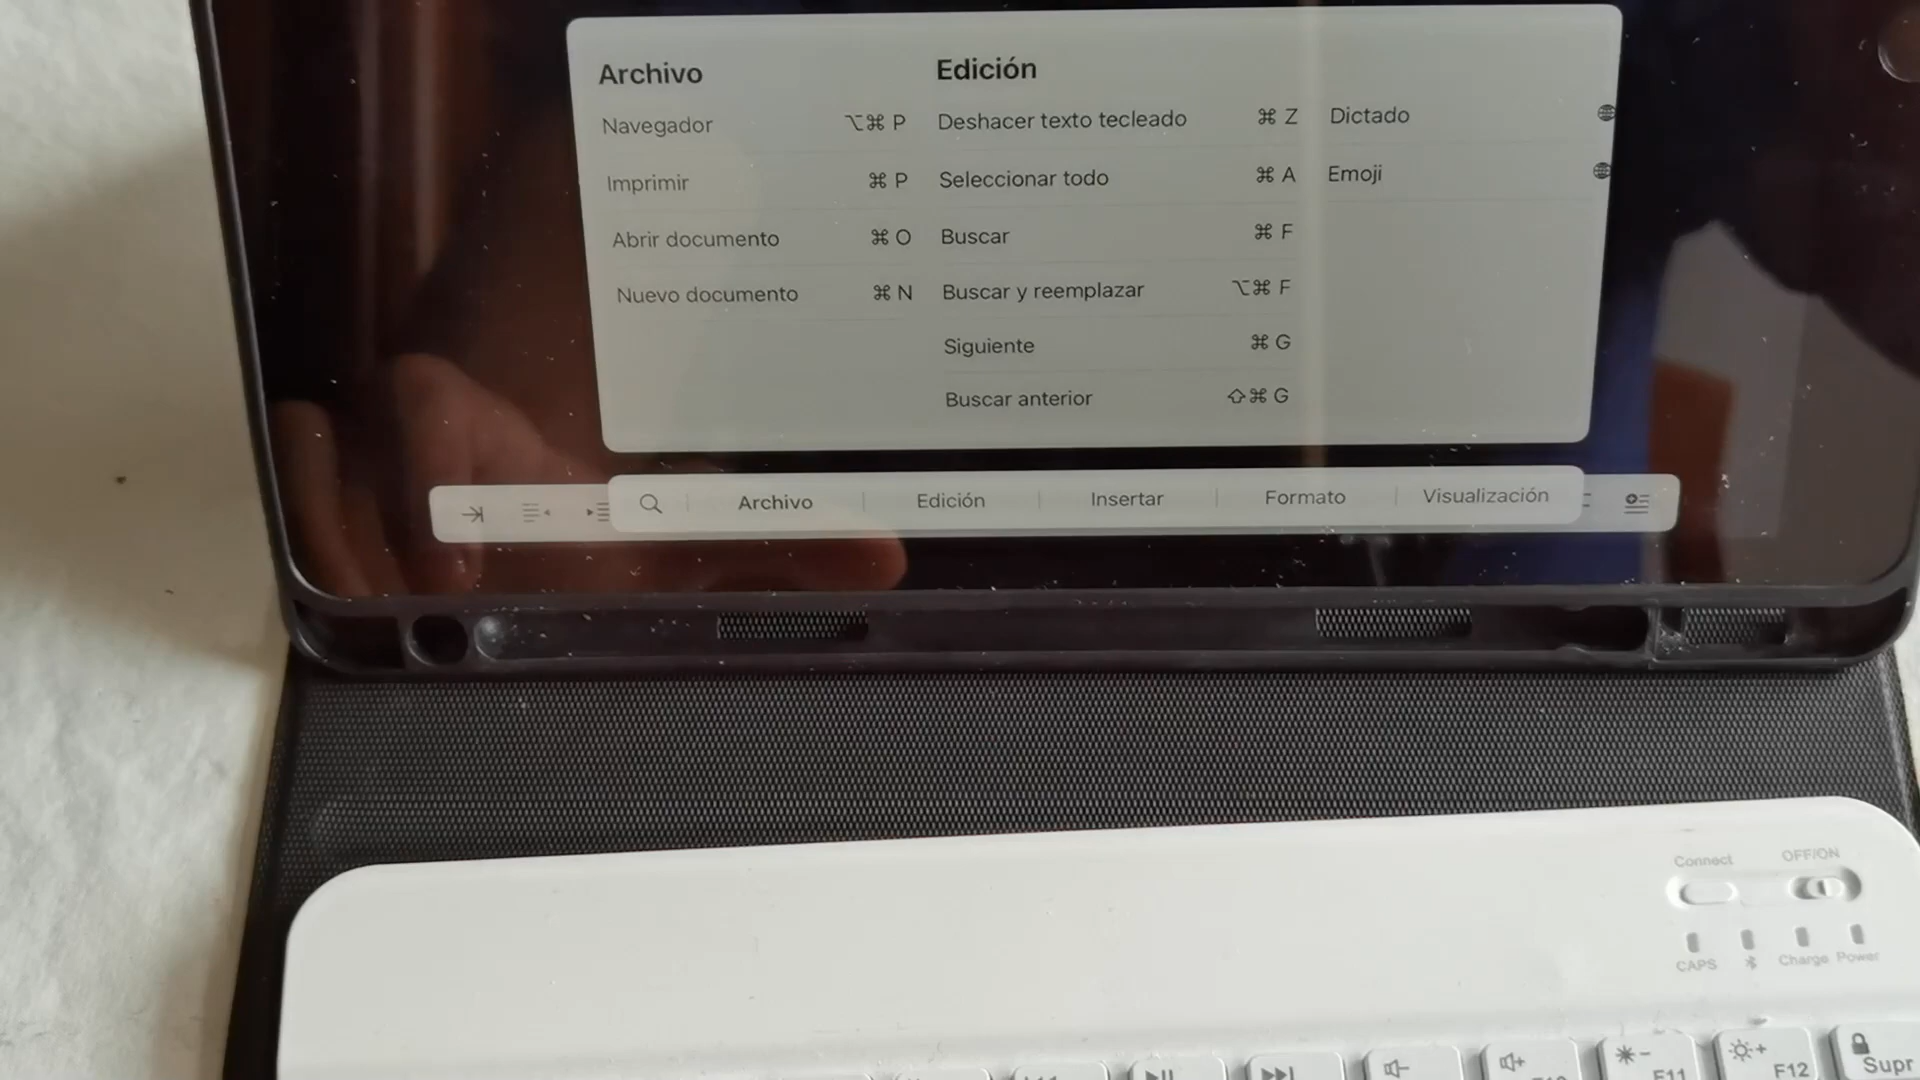 Archivo
Navegador ⌥⌘ P
Imprimir ⌘ P
Abrir documento ⌘ O
Nuevo documento ⌘ N
Edición
Deshacer texto tecleado ⌘ Z
Seleccionar todo ⌘ A
Buscar ⌘ F
Buscar y reemplazar ⌥⌘ F
Siguiente ⌘ G
Buscar anterior ⇧⌘ G
Dictado
Emoji
Archivo Edición Insertar Formato Visualización
Connect OFF/ON
CAPS Charge Power
F11 F12 Supr